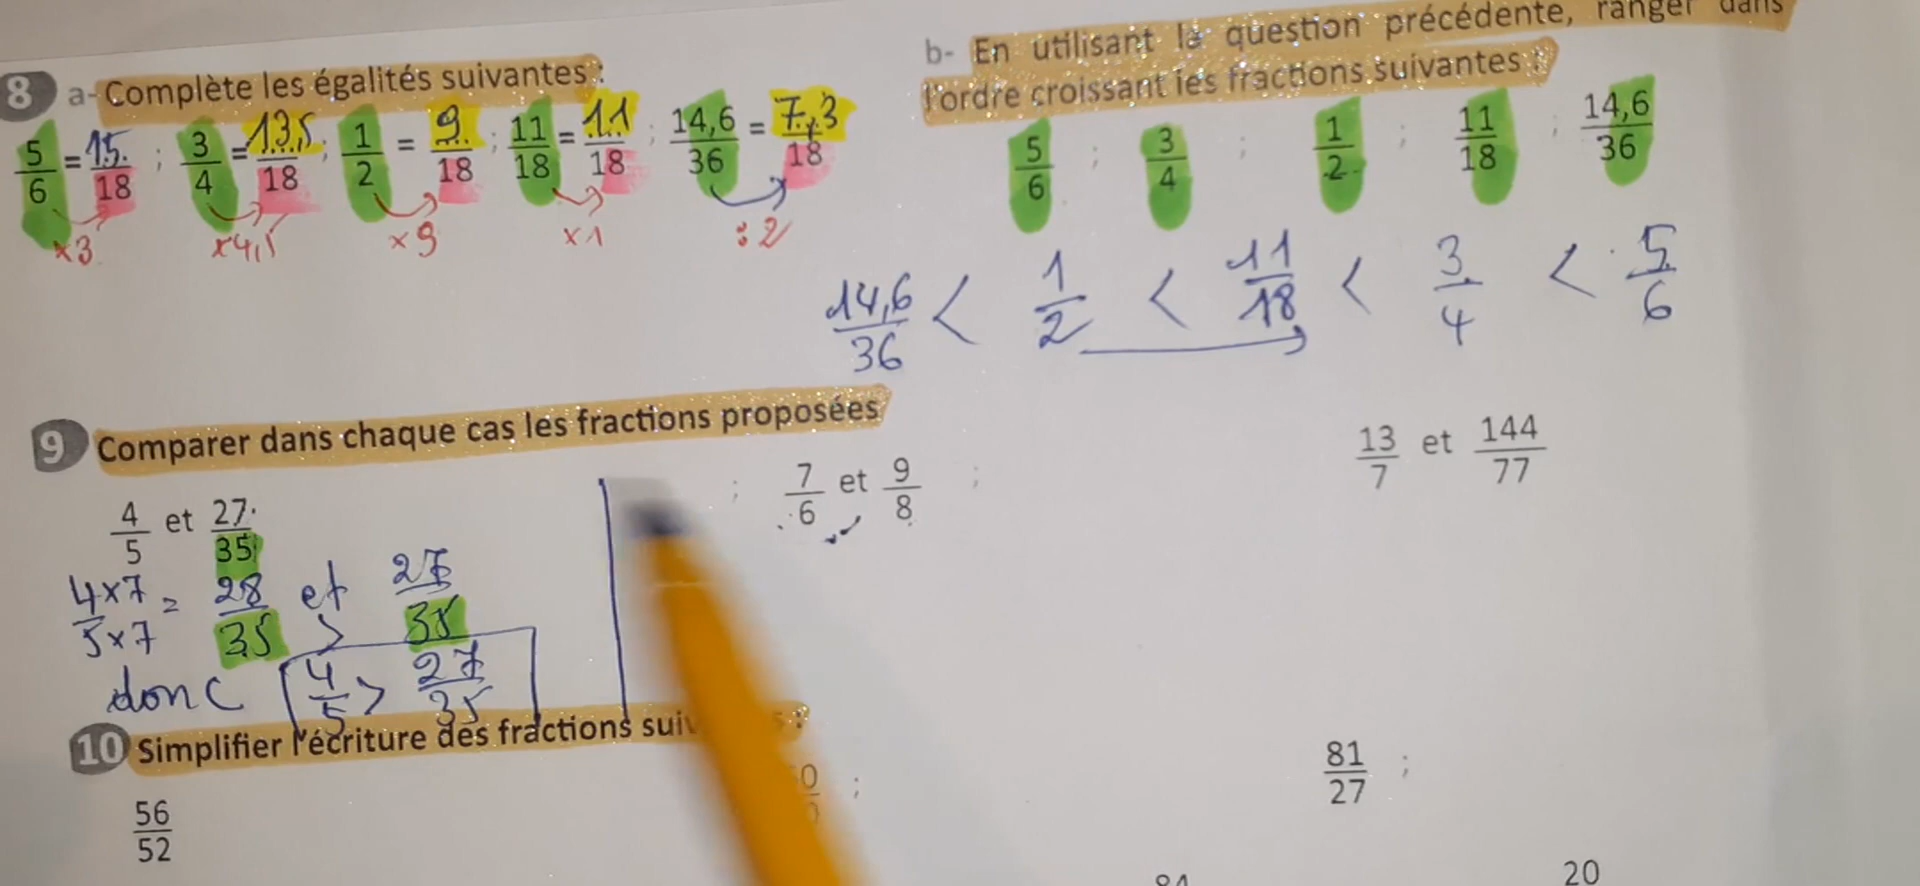 8 a- Complète les égalités suivantes :
5/6 = 15/18 ; 3/4 = 13,5/18 ; 1/2 = 9/18 ; 11/18 = 11/18 ; 14,6/36 = 7,3/18
×3 ×4,5 ×9 ×1 :2
b- En utilisant la question précédente, ranger dans
l'ordre croissant les fractions suivantes :
5/6 ; 3/4 ; 1/2 ; 11/18 ; 14,6/36
14,6/36 < 1/2 < 11/18 < 3/4 < 5/6
9 Comparer dans chaque cas les fractions proposées
4/5 et 27/35 ; 7/6 et 9/8 ; 13/7 et 144/77
4×7/5×7 = 28/35 et 27/35
>
donc 4/5 > 27/35
10 Simplifier l'écriture des fractions
56/52 ; 81/27 ;
20